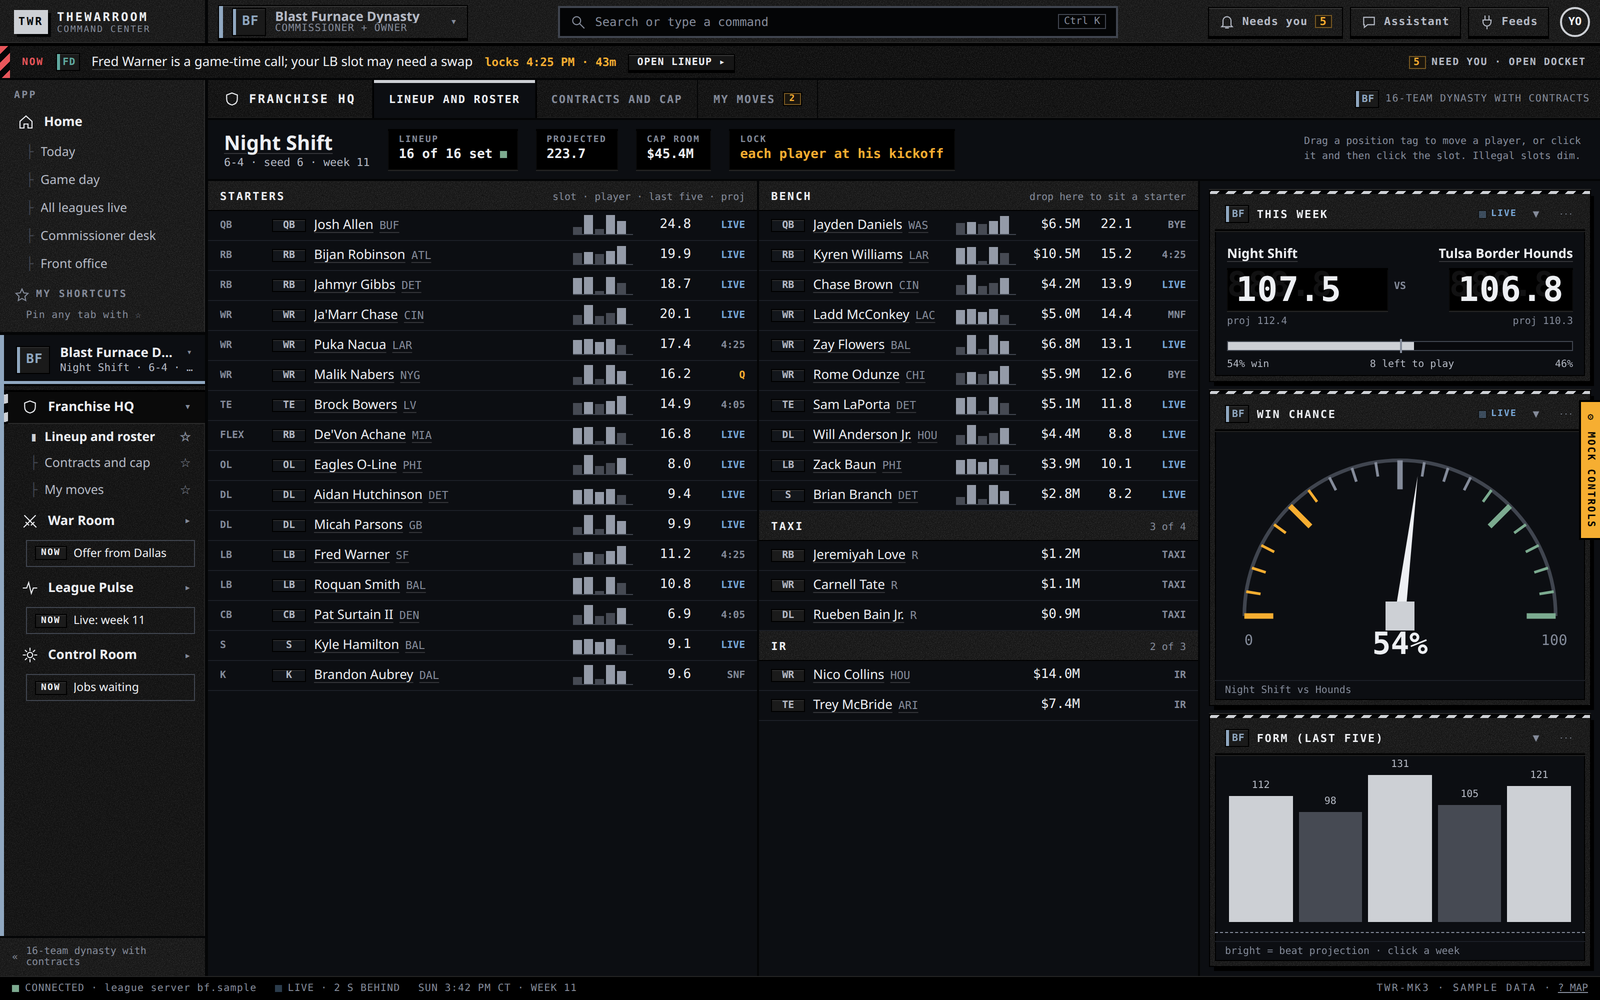 TWR THEWARROOM
COMMAND CENTER
BF Blast Furnace Dynasty
COMMISSIONER + OWNER
Search or type a command Ctrl K
Needs you 5
Assistant
Feeds
YO
NOW FD Fred Warner is a game-time call; your LB slot may need a swap locks 4:25 PM · 43m OPEN LINEUP ▸
5 NEED YOU · OPEN DOCKET
APP
Home
Today
Game day
All leagues live
Commissioner desk
Front office
MY SHORTCUTS
Pin any tab with ☆
BF Blast Furnace D...
Night Shift · 6-4 · …
Franchise HQ
Lineup and roster
Contracts and cap
My moves
War Room
NOW Offer from Dallas
League Pulse
NOW Live: week 11
Control Room
NOW Jobs waiting
« 16-team dynasty with
contracts
FRANCHISE HQ
LINEUP AND ROSTER
CONTRACTS AND CAP
MY MOVES 2
BF 16-TEAM DYNASTY WITH CONTRACTS
Night Shift
6-4 · seed 6 · week 11
LINEUP
16 of 16 set
PROJECTED
223.7
CAP ROOM
$45.4M
LOCK
each player at his kickoff
Drag a position tag to move a player, or click
it and then click the slot. Illegal slots dim.
STARTERS slot · player · last five · proj
QB QB Josh Allen BUF 24.8 LIVE
RB RB Bijan Robinson ATL 19.9 LIVE
RB RB Jahmyr Gibbs DET 18.7 LIVE
WR WR Ja'Marr Chase CIN 20.1 LIVE
WR WR Puka Nacua LAR 17.4 4:25
WR WR Malik Nabers NYG 16.2 Q
TE TE Brock Bowers LV 14.9 4:05
FLEX RB De'Von Achane MIA 16.8 LIVE
OL OL Eagles O-Line PHI 8.0 LIVE
DL DL Aidan Hutchinson DET 9.4 LIVE
DL DL Micah Parsons GB 9.9 LIVE
LB LB Fred Warner SF 11.2 4:25
LB LB Roquan Smith BAL 10.8 LIVE
CB CB Pat Surtain II DEN 6.9 4:05
S S Kyle Hamilton BAL 9.1 LIVE
K K Brandon Aubrey DAL 9.6 SNF
BENCH drop here to sit a starter
QB Jayden Daniels WAS $6.5M 22.1 BYE
RB Kyren Williams LAR $10.5M 15.2 4:25
RB Chase Brown CIN $4.2M 13.9 LIVE
WR Ladd McConkey LAC $5.0M 14.4 MNF
WR Zay Flowers BAL $6.8M 13.1 LIVE
WR Rome Odunze CHI $5.9M 12.6 BYE
TE Sam LaPorta DET $5.1M 11.8 LIVE
DL Will Anderson Jr. HOU $4.4M 8.8 LIVE
LB Zack Baun PHI $3.9M 10.1 LIVE
S Brian Branch DET $2.8M 8.2 LIVE
TAXI 3 of 4
RB Jeremiyah Love R $1.2M TAXI
WR Carnell Tate R $1.1M TAXI
DL Rueben Bain Jr. R $0.9M TAXI
IR 2 of 3
WR Nico Collins HOU $14.0M IR
TE Trey McBride ARI $7.4M IR
BF THIS WEEK LIVE ▼ ···
Night Shift Tulsa Border Hounds
107.5 VS 106.8
proj 112.4 proj 110.3
54% win 8 left to play 46%
BF WIN CHANCE LIVE ▼ ···
0 100
54%
Night Shift vs Hounds
MOCK CONTROLS
BF FORM (LAST FIVE) ▼ ···
112 98 131 105 121
bright = beat projection · click a week
CONNECTED · league server bf.sample LIVE · 2 S BEHIND SUN 3:42 PM CT · WEEK 11
TWR-MK3 · SAMPLE DATA · ? MAP